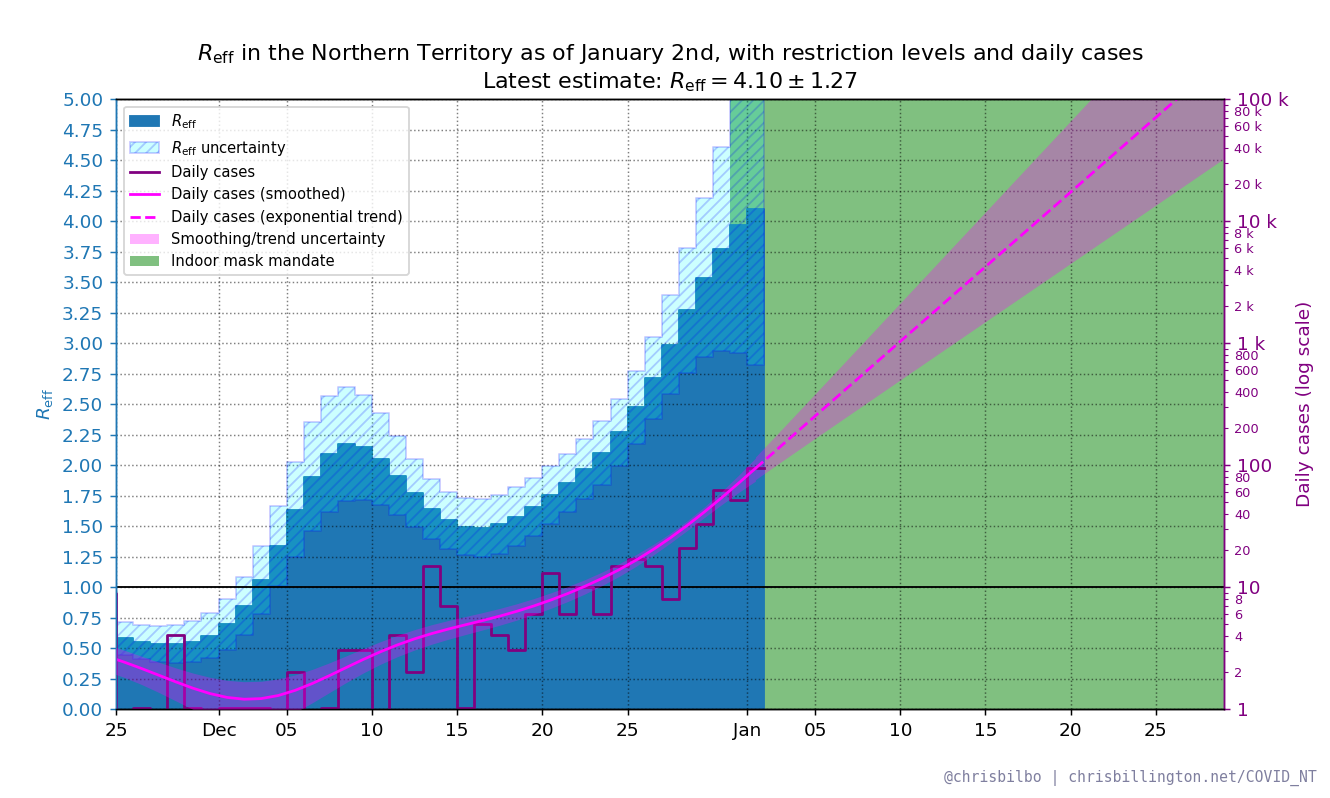 R_eff in the Northern Territory as of January 2nd, with restriction levels and daily cases
Latest estimate: R_eff = 4.10 ± 1.27
R_eff
R_eff uncertainty
Daily cases
Daily cases (smoothed)
Daily cases (exponential trend)
Smoothing/trend uncertainty
Indoor mask mandate
5.00
4.75
4.50
4.25
4.00
3.75
3.50
3.25
3.00
2.75
2.50
2.25
2.00
1.75
1.50
1.25
1.00
0.75
0.50
0.25
0.00
R_eff
100 k
80 k
60 k
40 k
20 k
10 k
8 k
6 k
4 k
2 k
1 k
800
600
400
200
100
80
60
40
20
10
8
6
4
2
1
Daily cases (log scale)
25 Dec 05 10 15 20 25 Jan 05 10 15 20 25
@chrisbilbo | chrisbillington.net/COVID_NT